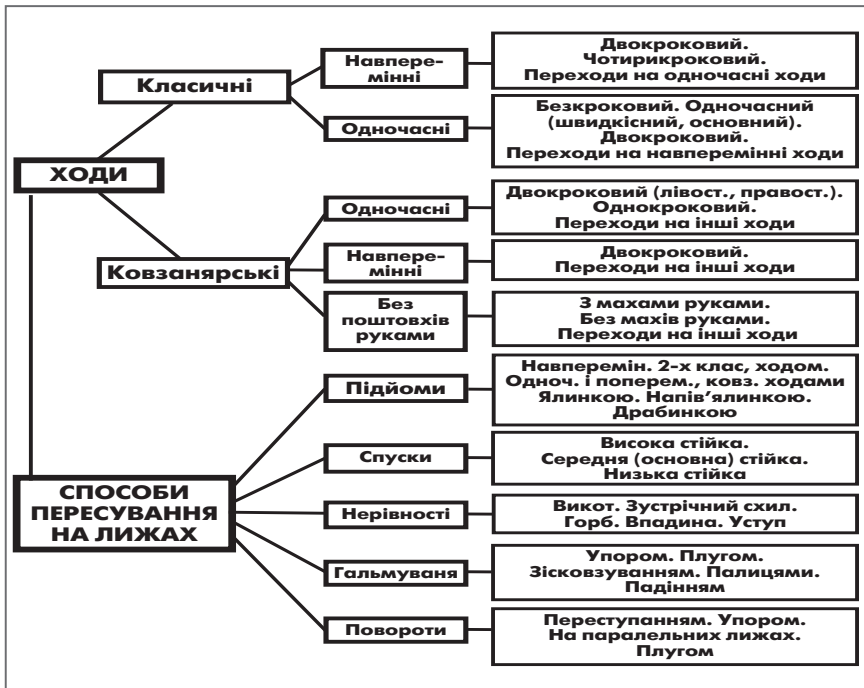 Класичні
Навпере-
мінні
Двокроковий.
Чотирикроковий.
Переходи на одночасні ходи
Одночасні
Безкроковий. Одночасний
(швидкісний, основний).
Двокроковий.
Переходи на навперемінні ходи
ХОДИ
Ковзанярські
Одночасні
Двокроковий (лівост., правост.).
Однокроковий.
Переходи на інші ходи
Навпере-
мінні
Двокроковий.
Переходи на інші ходи
Без
поштовхів
руками
З махами руками.
Без махів руками.
Переходи на інші ходи
СПОСОБИ
ПЕРЕСУВАННЯ
НА ЛИЖАХ
Підйоми
Навперемін. 2-х клас, ходом.
Одноч. і поперем., ковз. ходами
Ялинкою. Напів’ялинкою.
Драбинкою
Спуски
Висока стійка.
Середня (основна) стійка.
Низька стійка
Нерівності
Викот. Зустрічний схил.
Горб. Впадина. Уступ
Гальмуваня
Упором. Плугом.
Зісковзуванням. Палицями.
Падінням
Повороти
Переступанням. Упором.
На паралельних лижах.
Плугом